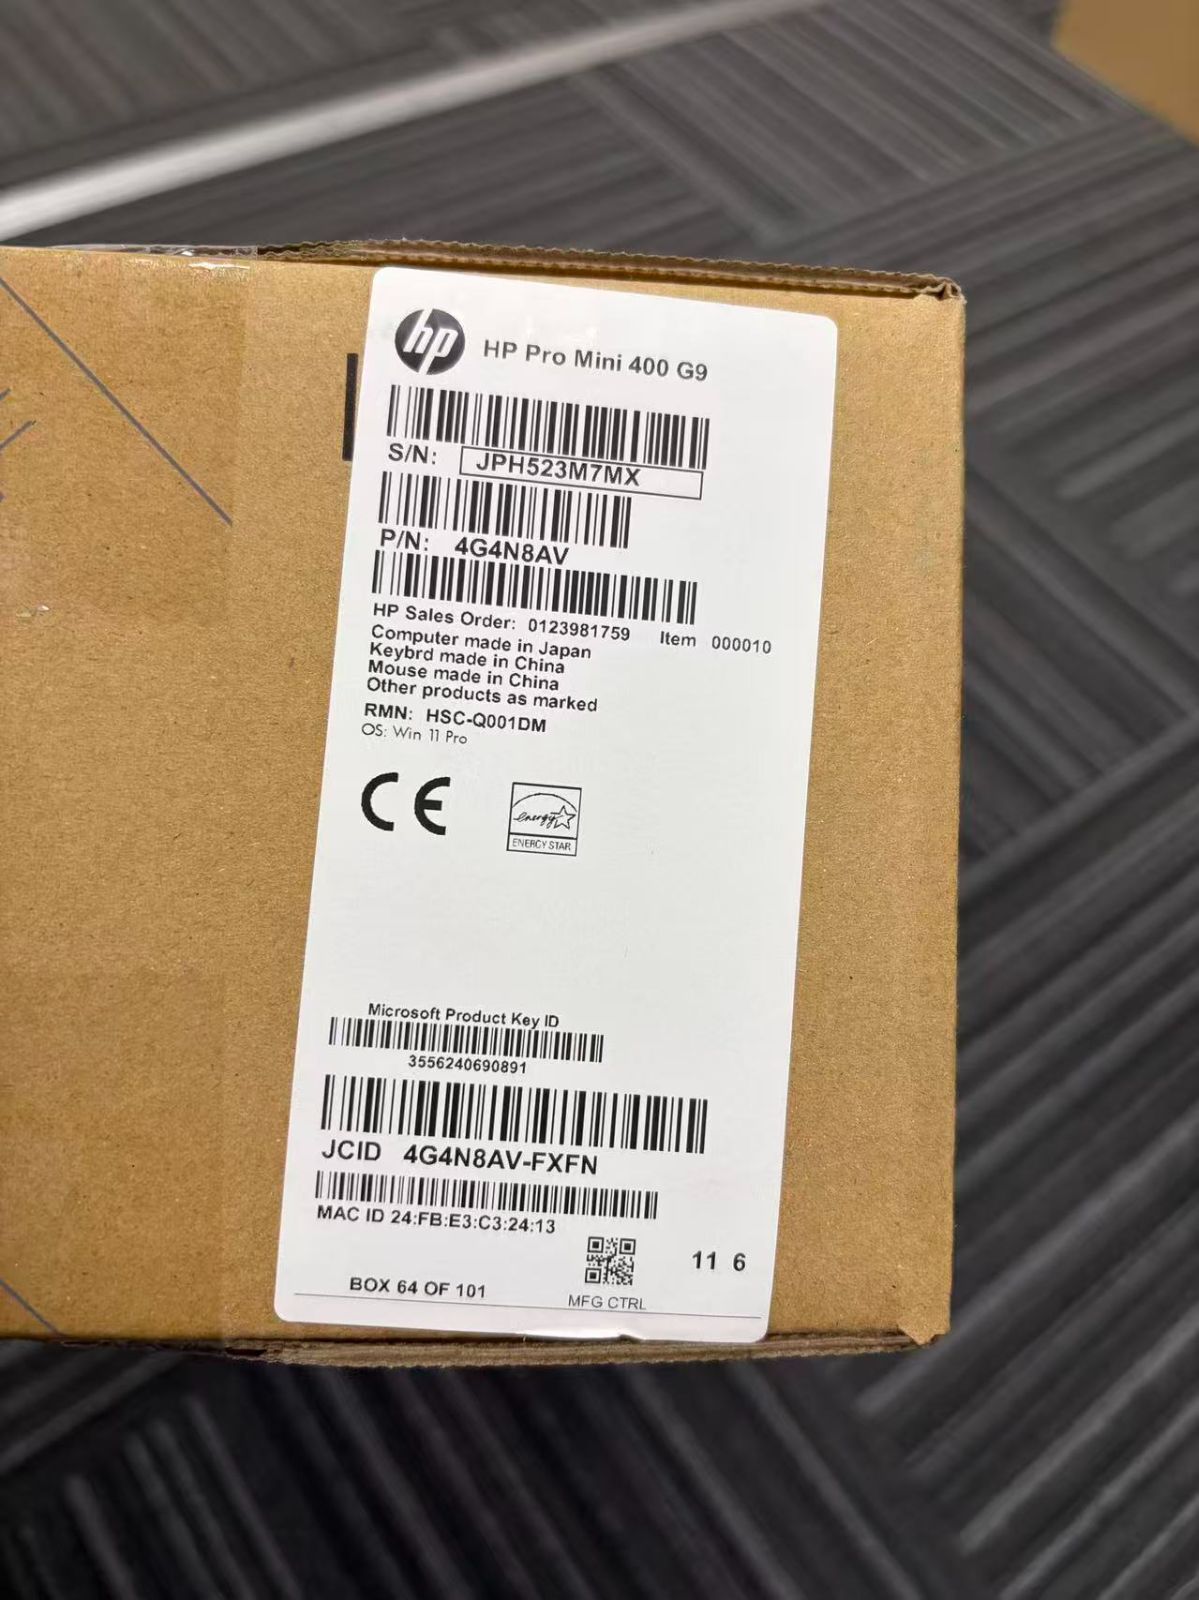 hp
HP Pro Mini 400 G9
S/N: JPH523M7MX
P/N: 4G4N8AV
HP Sales Order: 0123981759 Item 000010
Computer made in Japan
Keybrd made in China
Mouse made in China
Other products as marked
RMN: HSC-Q001DM
OS: Win 11 Pro
CE
energy
ENERGY STAR
Microsoft Product Key ID
3556240690891
JCID 4G4N8AV-FXFN
MAC ID 24:FB:E3:C3:24:13
11 6
BOX 64 OF 101
MFG CTRL